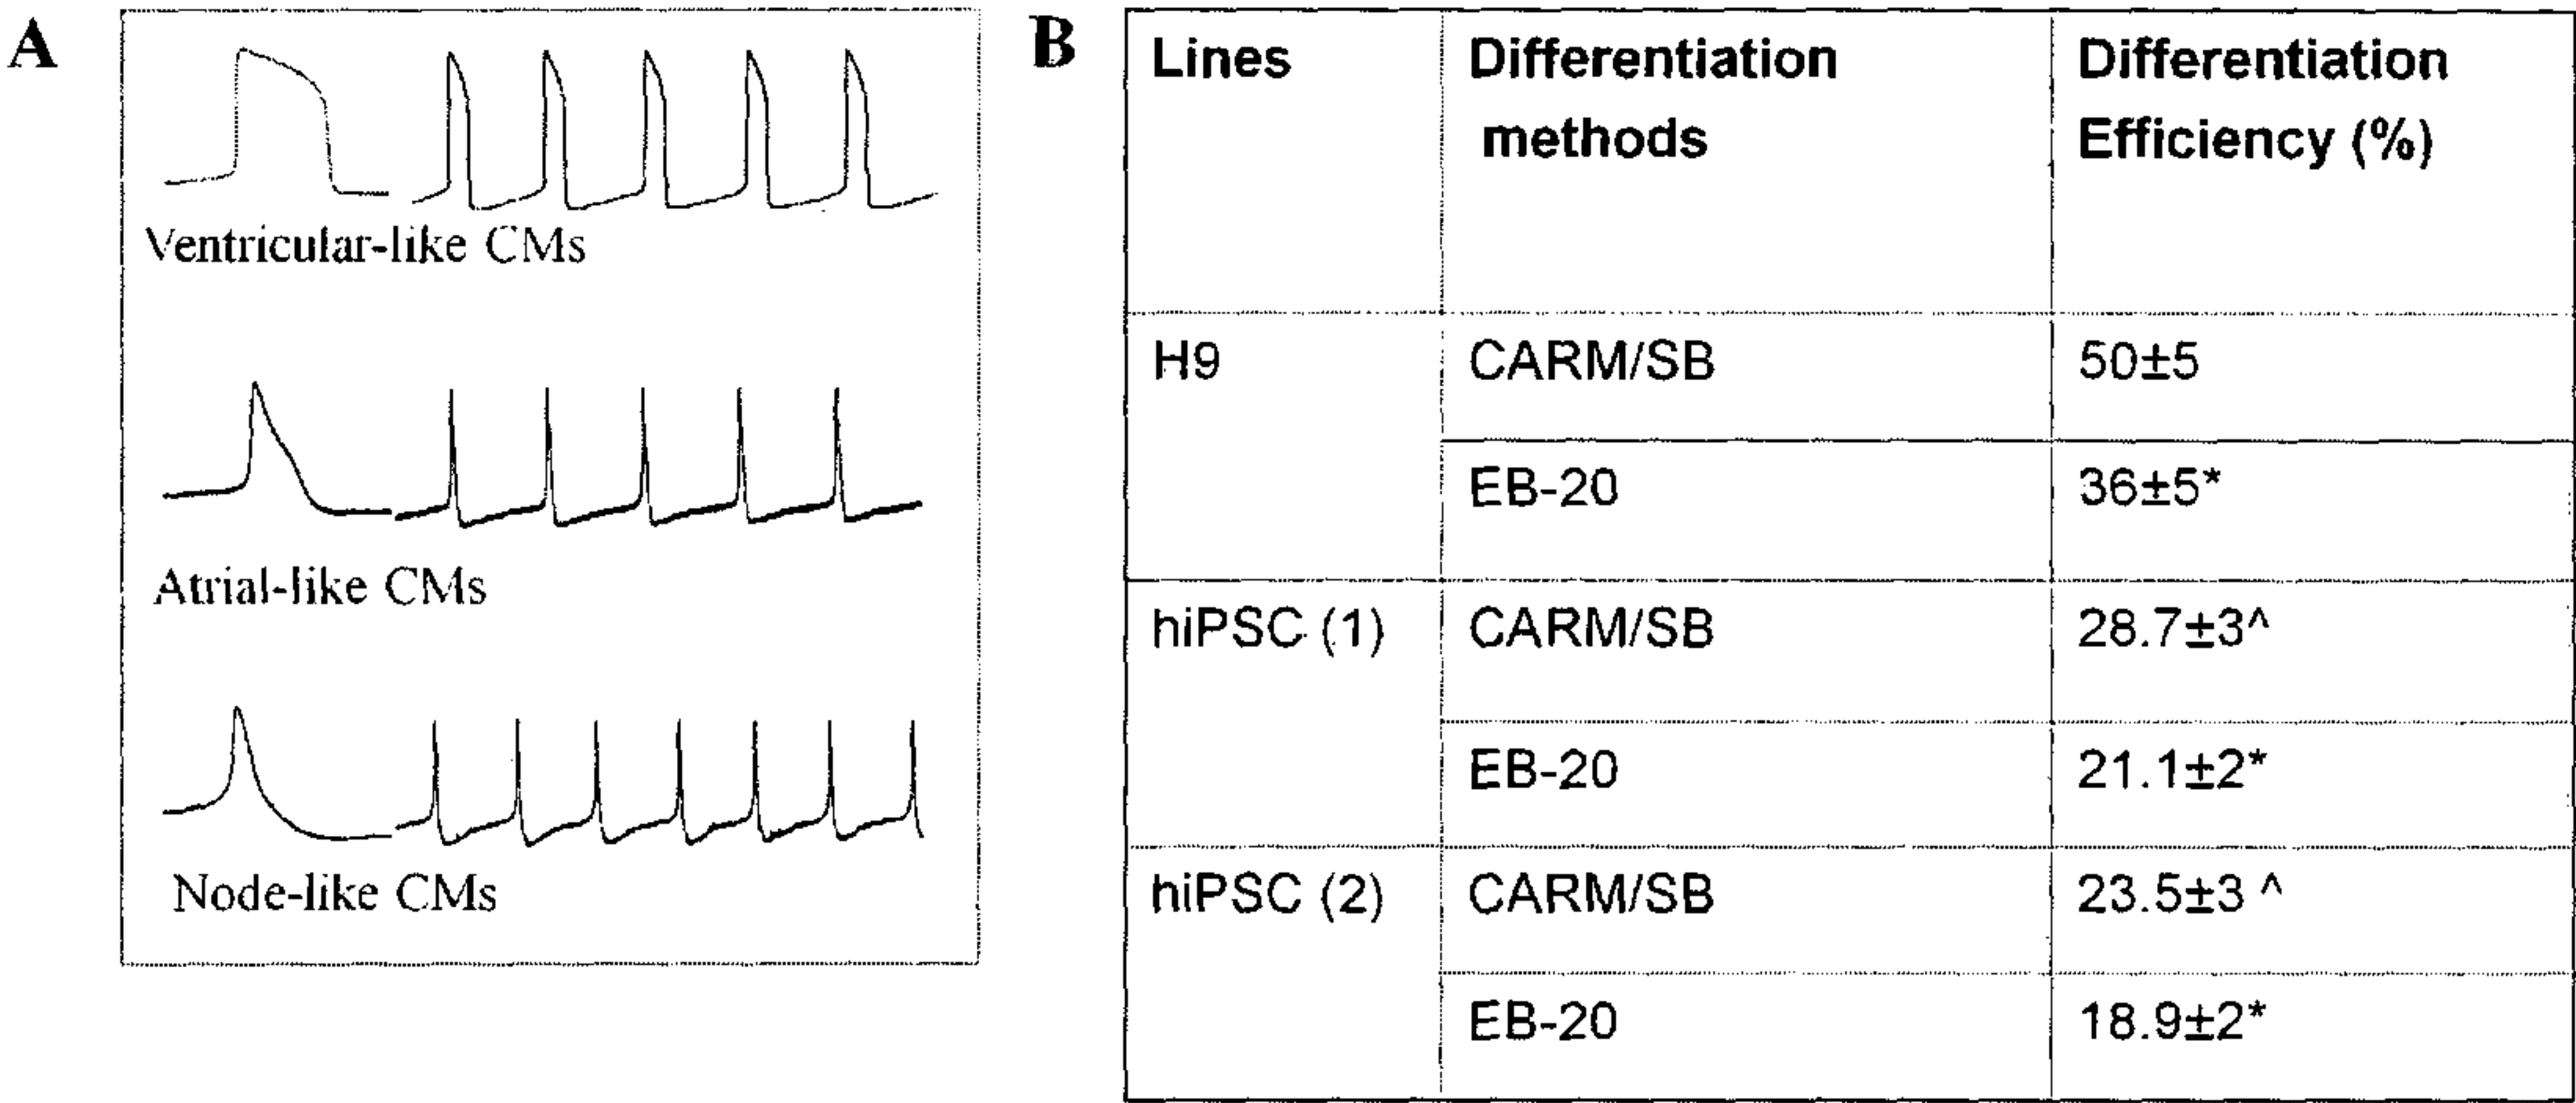 A
Ventricular-like CMs
Atrial-like CMs
Node-like CMs
B
Lines
Differentiation methods
Differentiation Efficiency (%)
H9
CARM/SB
50±5
EB-20
36±5*
hiPSC (1)
CARM/SB
28.7±3^
EB-20
21.1±2*
hiPSC (2)
CARM/SB
23.5±3 ^
EB-20
18.9±2*